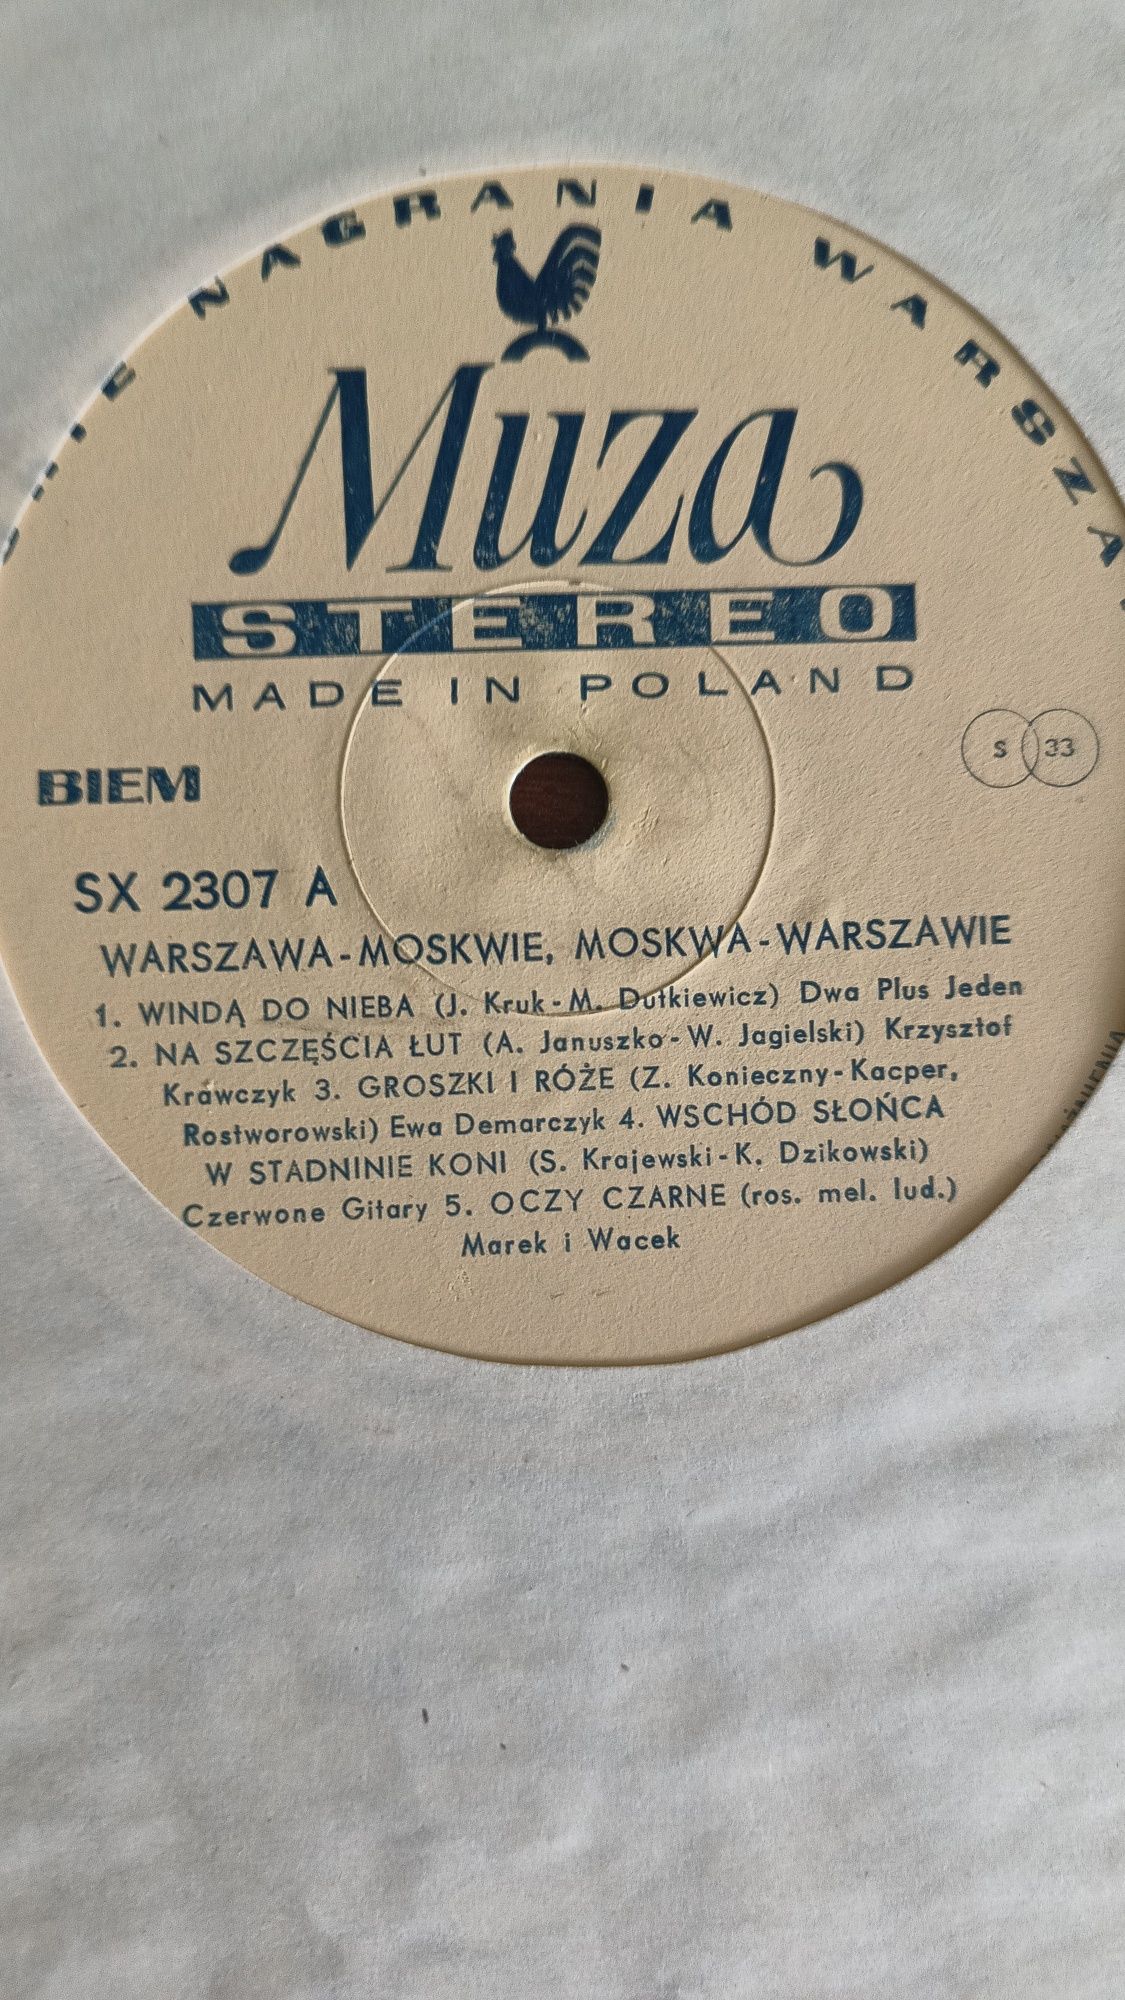 NAGRANIA WARSZA
Muza
STEREO
MADE IN POLAND
BIEM
S 33
SX 2307 A
WARSZAWA-MOSKWIE, MOSKWA-WARSZAWIE
1. WINDĄ DO NIEBA (J. Kruk - M. Dutkiewicz) Dwa Plus Jeden
2. NA SZCZĘŚCIA ŁUT (A. Januszko - W. Jagielski) Krzysztof
Krawczyk 3. GROSZKI I RÓŻE (Z. Konieczny - Kacper,
Rostworowski) Ewa Demarczyk 4. WSCHÓD SŁOŃCA
W STADNINIE KONI (S. Krajewski - K. Dzikowski)
Czerwone Gitary 5. OCZY CZARNE (ros. mel. lud.)
Marek i Wacek